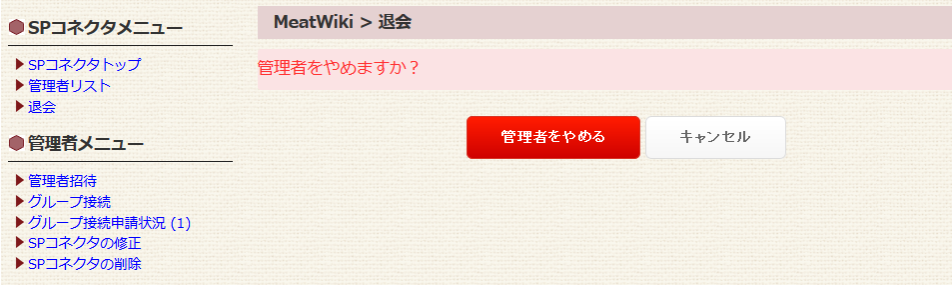 SPコネクタメニュー
SPコネクタトップ
管理者リスト
退会
管理者メニュー
管理者招待
グループ接続
グループ接続申請状況 (1)
SPコネクタの修正
SPコネクタの削除
MeatWiki > 退会
管理者をやめますか？
管理者をやめる
キャンセル